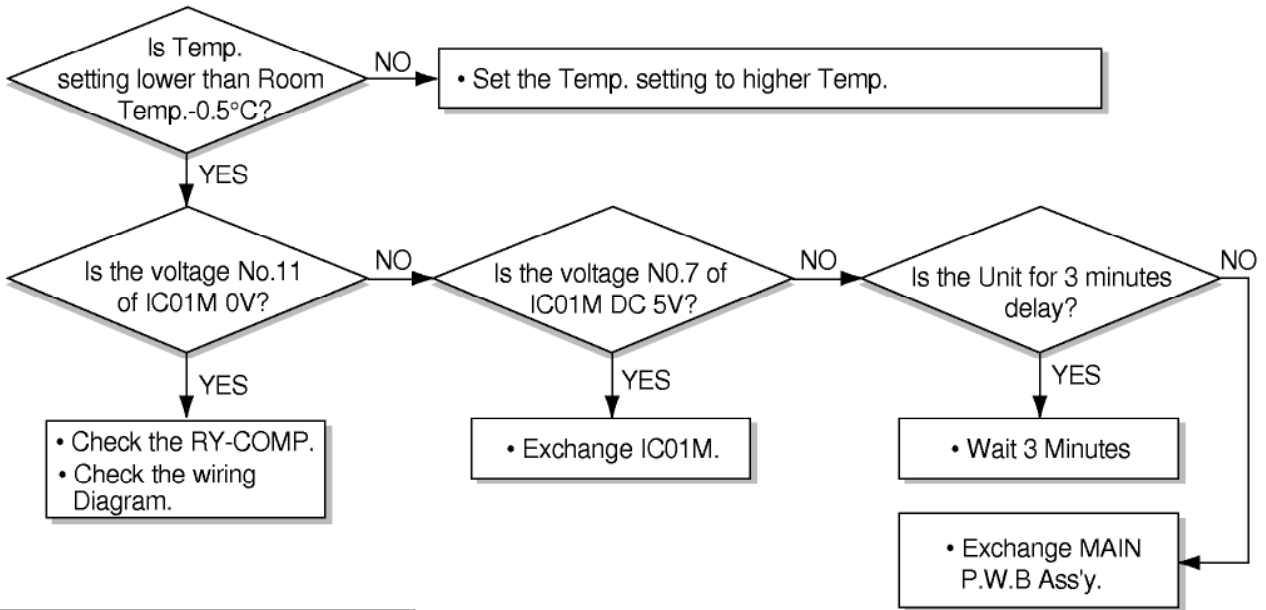 Is Temp.
setting lower than Room
Temp.-0.5°C?
NO
• Set the Temp. setting to higher Temp.
YES
Is the voltage No.11
of IC01M 0V?
NO
Is the voltage N0.7 of
IC01M DC 5V?
NO
Is the Unit for 3 minutes
delay?
NO
YES
YES
YES
• Check the RY-COMP.
• Check the wiring
Diagram.
• Exchange IC01M.
• Wait 3 Minutes
• Exchange MAIN
P.W.B Ass'y.